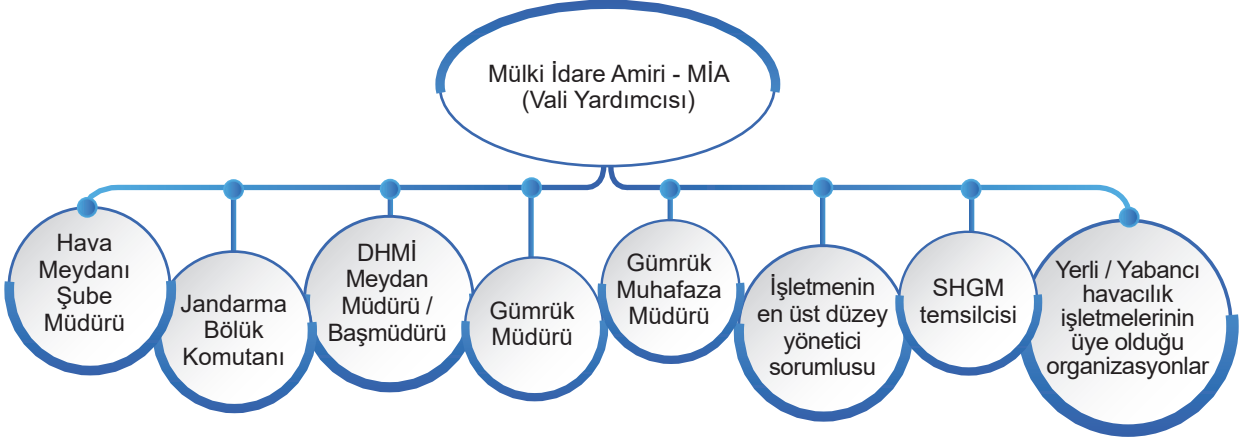 Mülki İdare Amiri - MİA
(Vali Yardımcısı)
Hava
Meydanı
Şube
Müdürü
Jandarma
Bölük
Komutanı
DHMİ
Meydan
Müdürü /
Başmüdürü
Gümrük
Müdürü
Gümrük
Muhafaza
Müdürü
İşletmenin
en üst düzey
yönetici
sorumlusu
SHGM
temsilcisi
Yerli / Yabancı
havacılık
işletmelerinin
üye olduğu
organizasyonlar